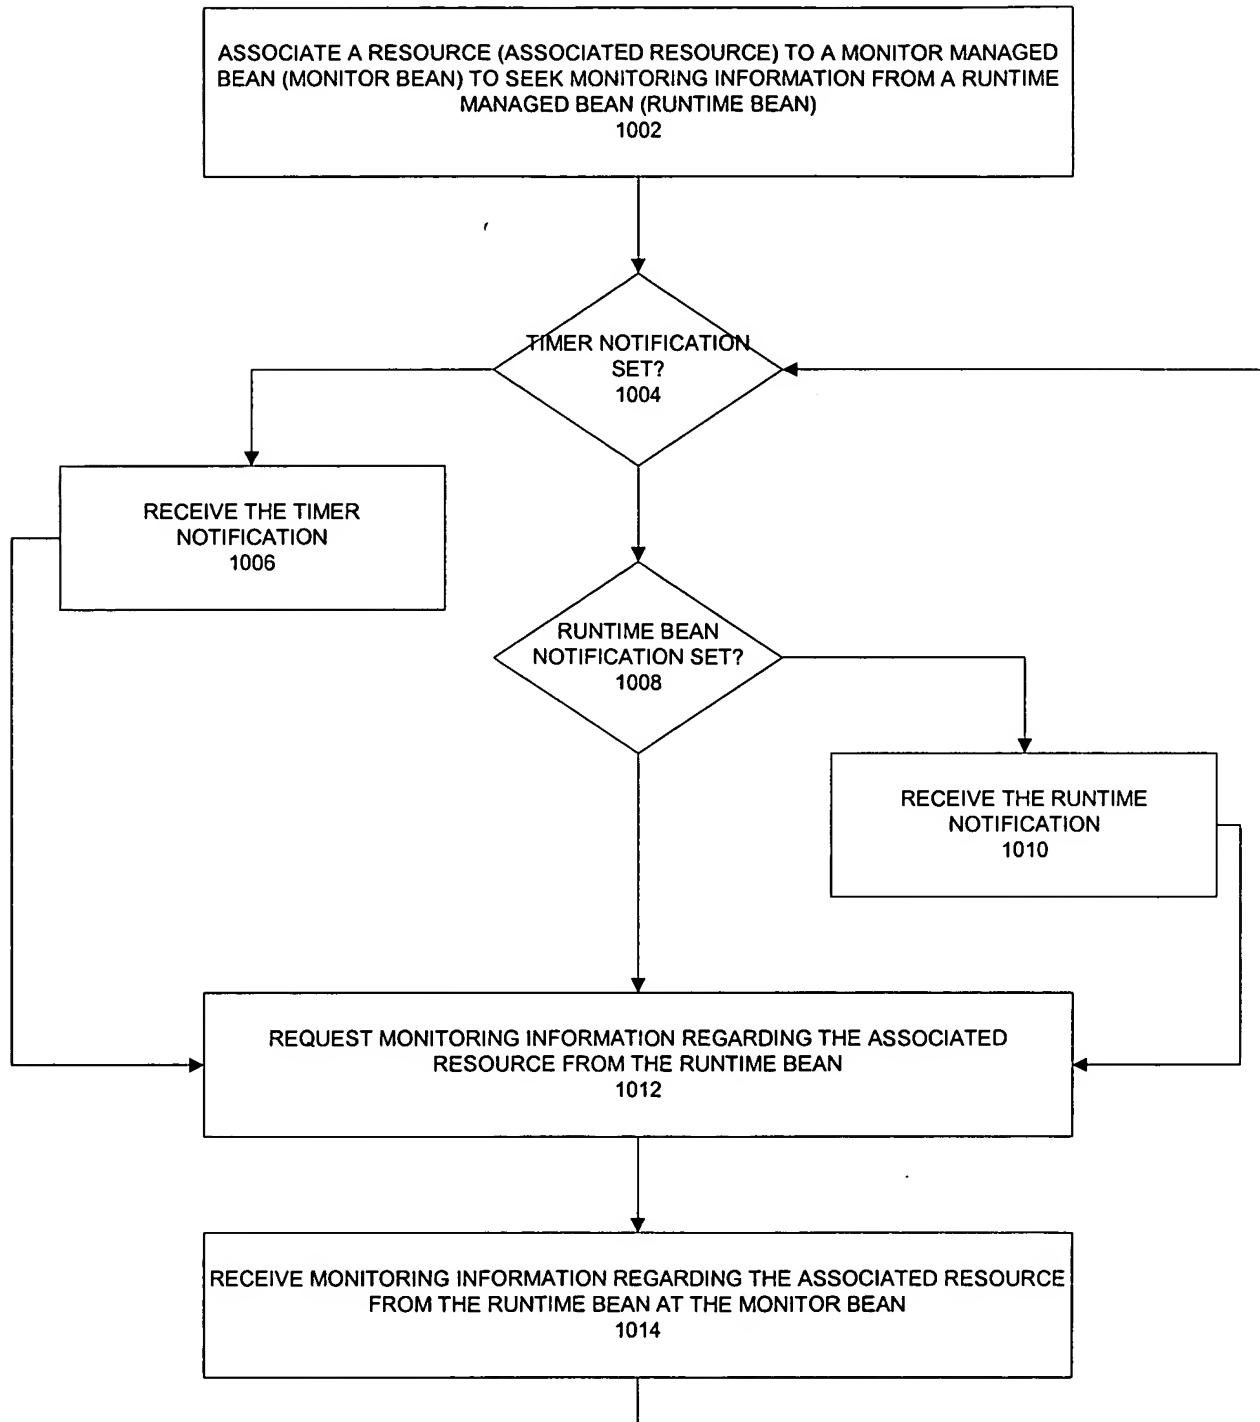 ASSOCIATE A RESOURCE (ASSOCIATED RESOURCE) TO A MONITOR MANAGED
BEAN (MONITOR BEAN) TO SEEK MONITORING INFORMATION FROM A RUNTIME
MANAGED BEAN (RUNTIME BEAN)
1002
TIMER NOTIFICATION
SET?
1004
RECEIVE THE TIMER
NOTIFICATION
1006
RUNTIME BEAN
NOTIFICATION SET?
1008
RECEIVE THE RUNTIME
NOTIFICATION
1010
REQUEST MONITORING INFORMATION REGARDING THE ASSOCIATED
RESOURCE FROM THE RUNTIME BEAN
1012
RECEIVE MONITORING INFORMATION REGARDING THE ASSOCIATED RESOURCE
FROM THE RUNTIME BEAN AT THE MONITOR BEAN
1014